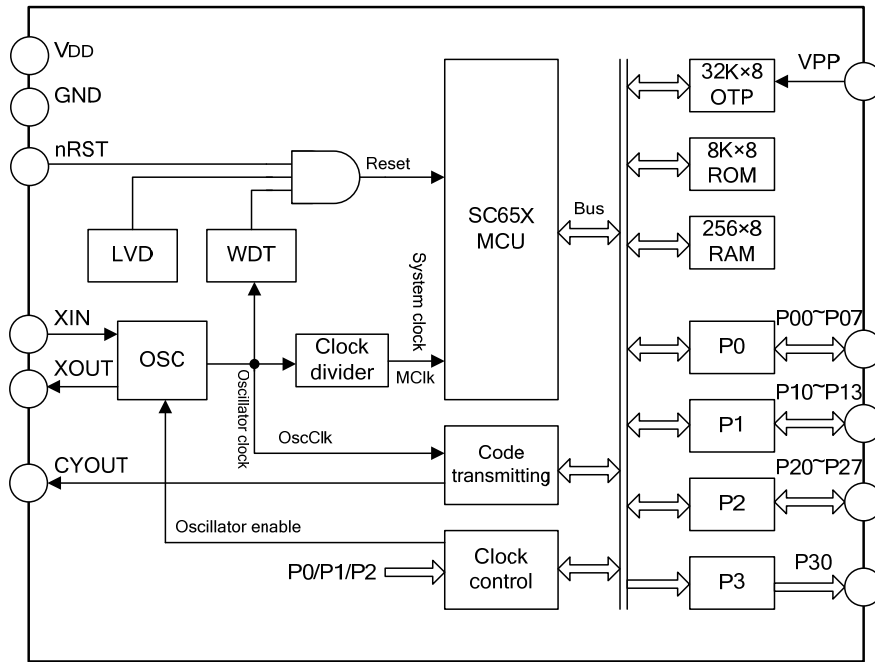 VDD
GND
nRST
Reset
LVD
WDT
XIN
XOUT
OSC
Clock
divider
System clock
MClk
Oscillator clock
OscClk
CYOUT
Oscillator enable
P0/P1/P2
SC65X
MCU
Code
transmitting
Clock
control
Bus
32K×8
OTP
VPP
8K×8
ROM
256×8
RAM
P0
P00~P07
P1
P10~P13
P2
P20~P27
P3
P30